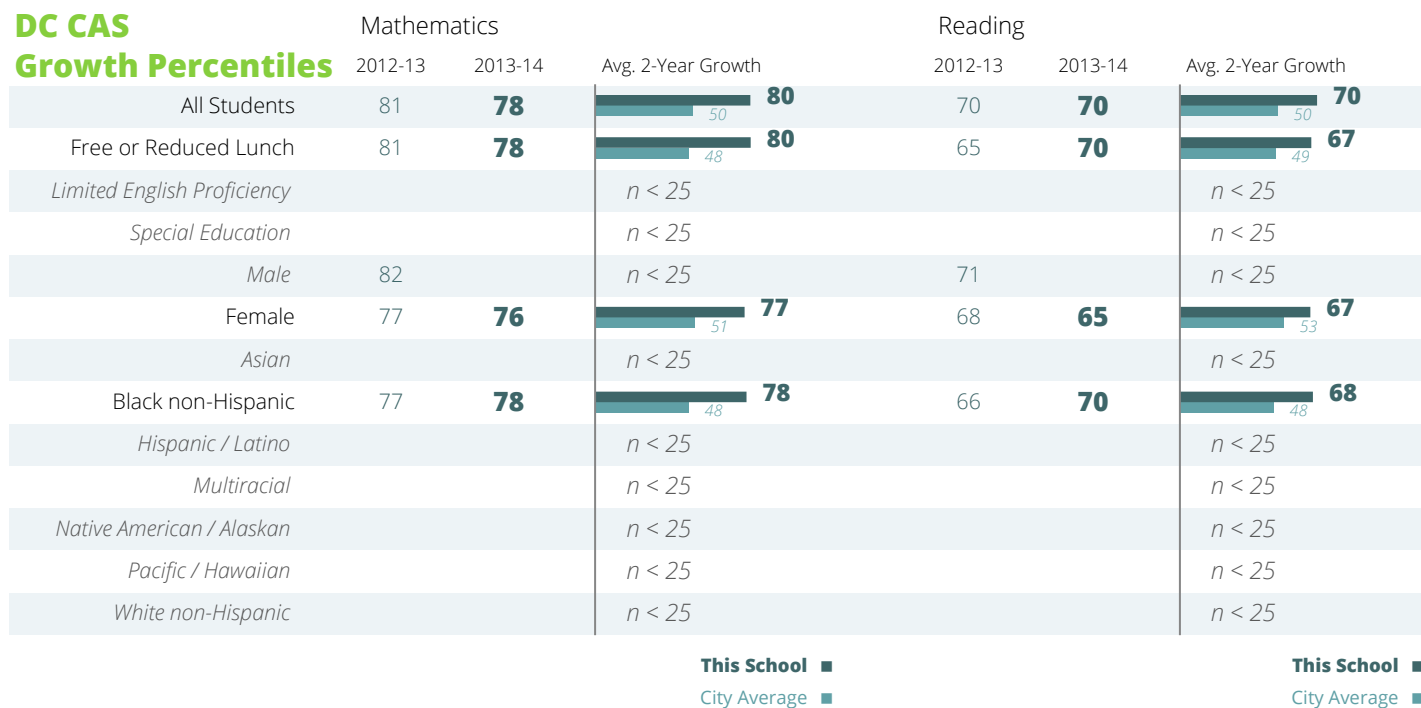 DC CAS
Growth Percentiles
Mathematics Reading
2012-13 2013-14 Avg. 2-Year Growth 2012-13 2013-14 Avg. 2-Year Growth
All Students 81 78 80 50 70 70 70 50
Free or Reduced Lunch 81 78 80 48 65 70 67 49
Limited English Proficiency n < 25 n < 25
Special Education n < 25 n < 25
Male 82 n < 25 71 n < 25
Female 77 76 77 51 68 65 67 53
Asian n < 25 n < 25
Black non-Hispanic 77 78 78 48 66 70 68 48
Hispanic / Latino n < 25 n < 25
Multiracial n < 25 n < 25
Native American / Alaskan n < 25 n < 25
Pacific / Hawaiian n < 25 n < 25
White non-Hispanic n < 25 n < 25
This School This School
City Average City Average